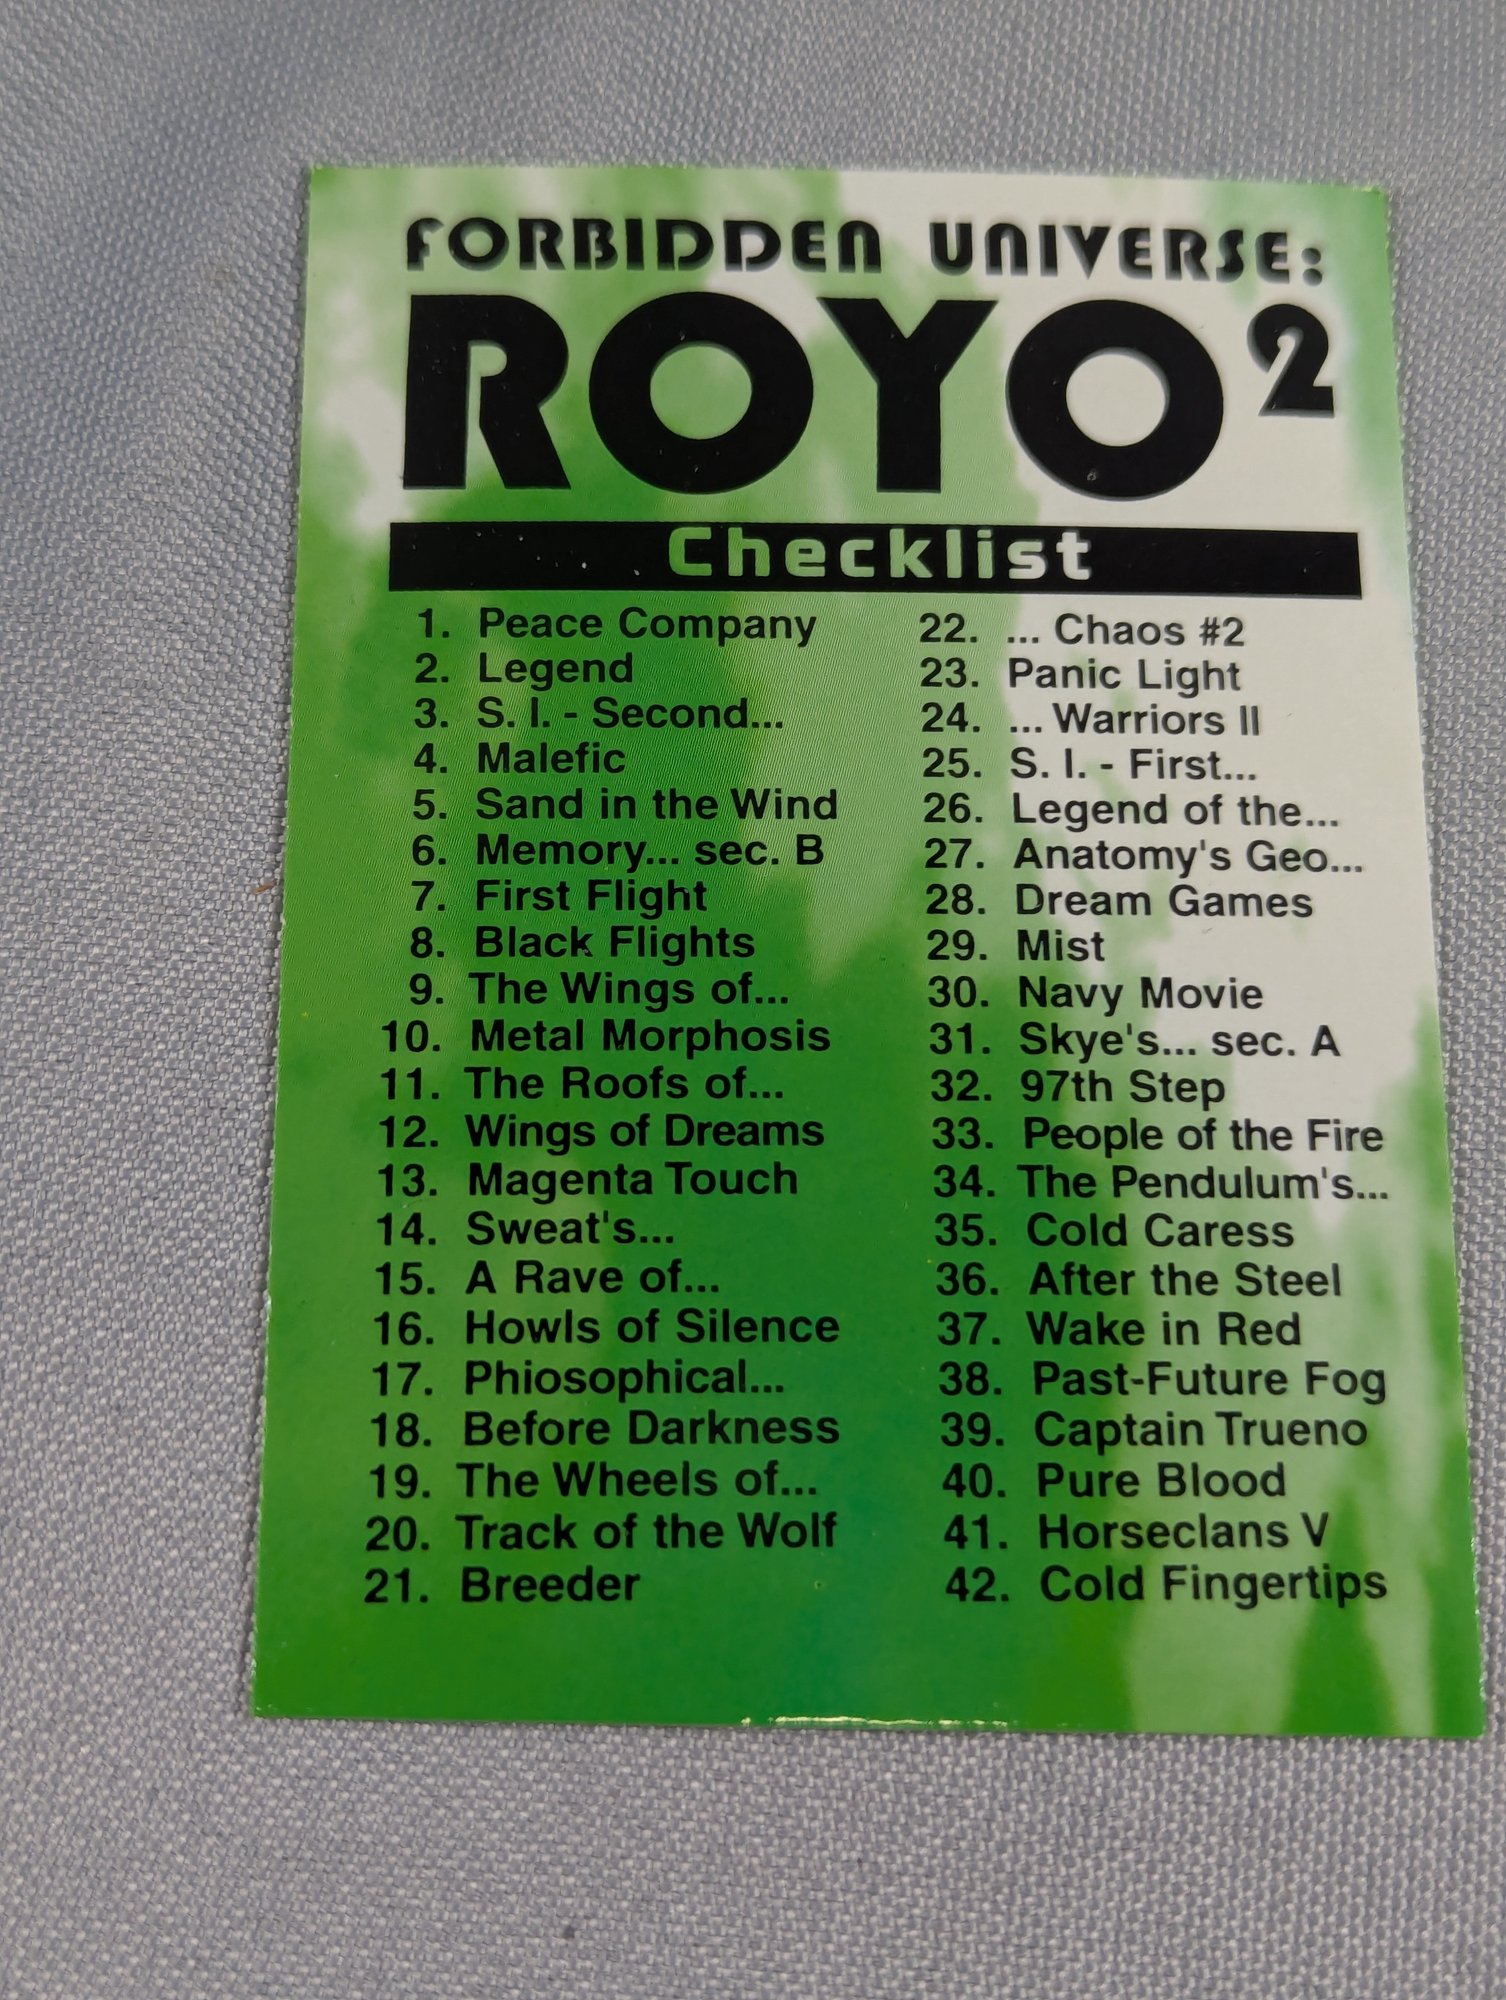 FORBIDDEN UNIVERSE:
ROYO²
Checklist
1. Peace Company
2. Legend
3. S. I. - Second...
4. Malefic
5. Sand in the Wind
6. Memory... sec. B
7. First Flight
8. Black Flights
9. The Wings of...
10. Metal Morphosis
11. The Roofs of...
12. Wings of Dreams
13. Magenta Touch
14. Sweat's...
15. A Rave of...
16. Howls of Silence
17. Phiosophical...
18. Before Darkness
19. The Wheels of...
20. Track of the Wolf
21. Breeder
22. ... Chaos #2
23. Panic Light
24. ... Warriors II
25. S. I. - First...
26. Legend of the...
27. Anatomy's Geo...
28. Dream Games
29. Mist
30. Navy Movie
31. Skye's... sec. A
32. 97th Step
33. People of the Fire
34. The Pendulum's...
35. Cold Caress
36. After the Steel
37. Wake in Red
38. Past-Future Fog
39. Captain Trueno
40. Pure Blood
41. Horseclans V
42. Cold Fingertips